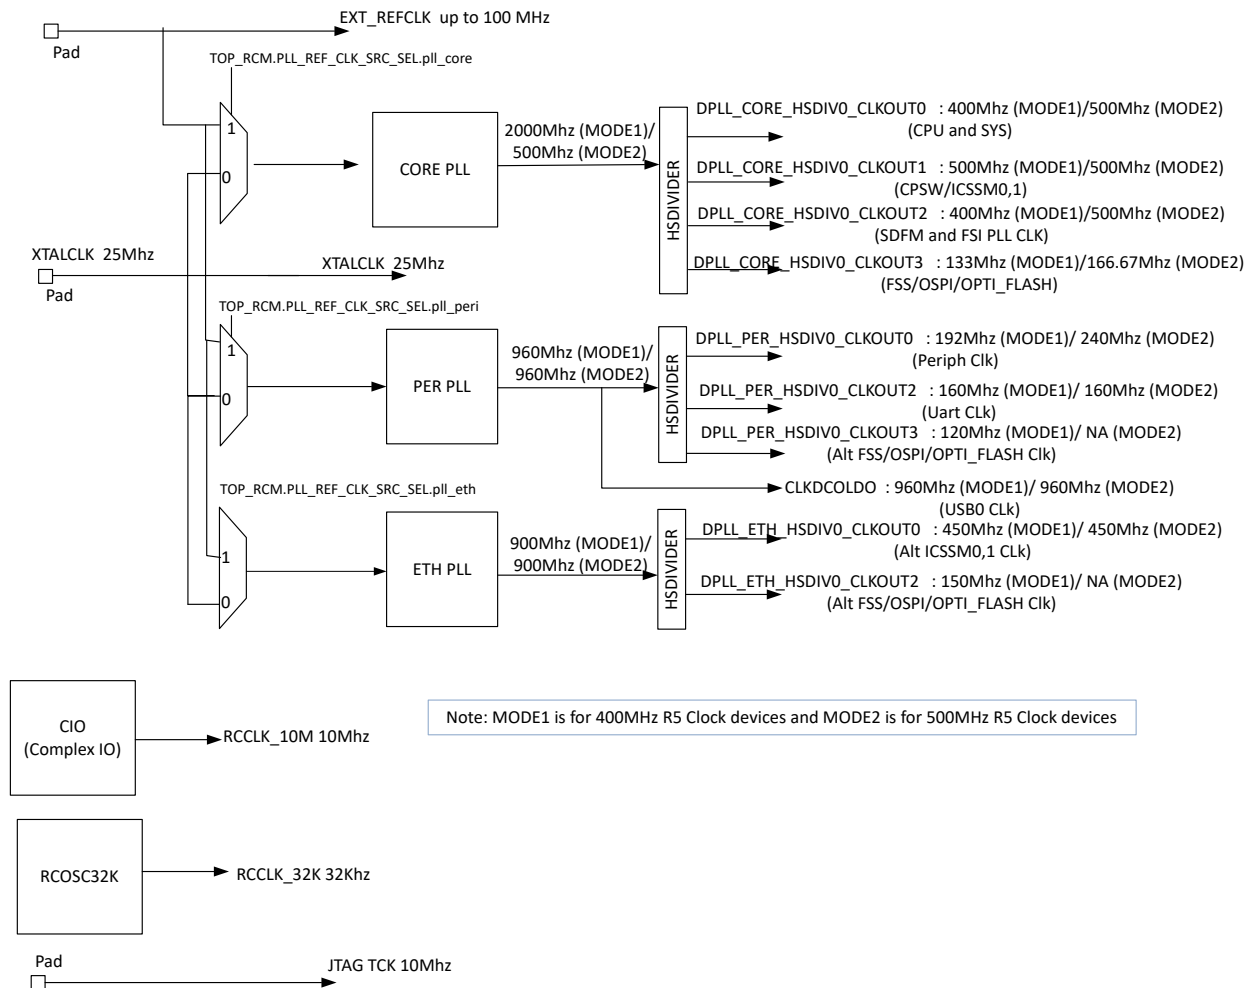 EXT_REFCLK up to 100 MHz
Pad
TOP_RCM.PLL_REF_CLK_SRC_SEL.pll_core
1
0
CORE PLL
2000Mhz (MODE1)/
500Mhz (MODE2)
HSDIVIDER
DPLL_CORE_HSDIV0_CLKOUT0 : 400Mhz (MODE1)/500Mhz (MODE2)
(CPU and SYS)
DPLL_CORE_HSDIV0_CLKOUT1 : 500Mhz (MODE1)/500Mhz (MODE2)
(CPSW/ICSSM0,1)
DPLL_CORE_HSDIV0_CLKOUT2 : 400Mhz (MODE1)/500Mhz (MODE2)
(SDFM and FSI PLL CLK)
DPLL_CORE_HSDIV0_CLKOUT3 : 133Mhz (MODE1)/166.67Mhz (MODE2)
(FSS/OSPI/OPTI_FLASH)
XTALCLK 25Mhz
Pad
XTALCLK 25Mhz
TOP_RCM.PLL_REF_CLK_SRC_SEL.pll_peri
1
0
PER PLL
960Mhz (MODE1)/
960Mhz (MODE2)
HSDIVIDER
DPLL_PER_HSDIV0_CLKOUT0 : 192Mhz (MODE1)/ 240Mhz (MODE2)
(Periph Clk)
DPLL_PER_HSDIV0_CLKOUT2 : 160Mhz (MODE1)/ 160Mhz (MODE2)
(Uart CLk)
DPLL_PER_HSDIV0_CLKOUT3 : 120Mhz (MODE1)/ NA (MODE2)
(Alt FSS/OSPI/OPTI_FLASH Clk)
CLKDCOLDO : 960Mhz (MODE1)/ 960Mhz (MODE2)
(USB0 CLk)
TOP_RCM.PLL_REF_CLK_SRC_SEL.pll_eth
1
0
ETH PLL
900Mhz (MODE1)/
900Mhz (MODE2)
HSDIVIDER
DPLL_ETH_HSDIV0_CLKOUT0 : 450Mhz (MODE1)/ 450Mhz (MODE2)
(Alt ICSSM0,1 CLk)
DPLL_ETH_HSDIV0_CLKOUT2 : 150Mhz (MODE1)/ NA (MODE2)
(Alt FSS/OSPI/OPTI_FLASH Clk)
CIO
(Complex IO)
RCCLK_10M 10Mhz
Note: MODE1 is for 400MHz R5 Clock devices and MODE2 is for 500MHz R5 Clock devices
RCOSC32K
RCCLK_32K 32Khz
Pad
JTAG TCK 10Mhz